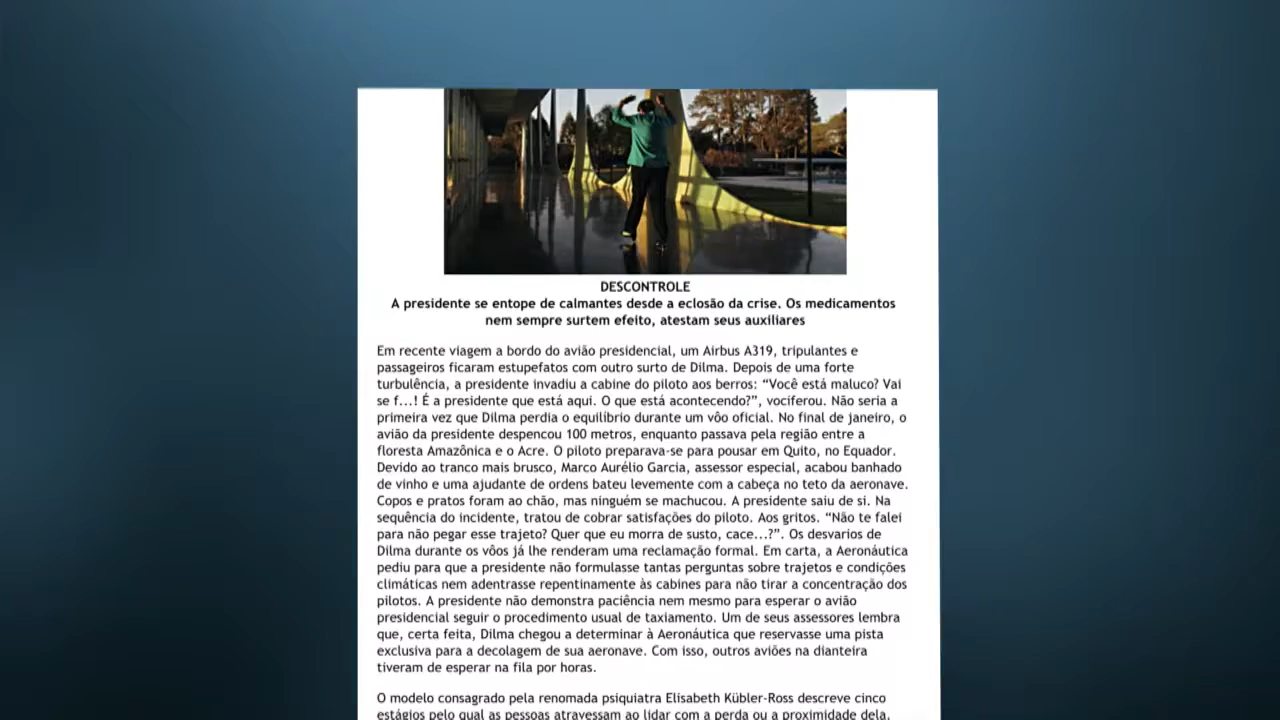 DESCONTROLE
A presidente se entope de calmantes desde a eclosão da crise. Os medicamentos
nem sempre surtem efeito, atestam seus auxiliares
Em recente viagem a bordo do avião presidencial, um Airbus A319, tripulantes e
passageiros ficaram estupefatos com outro surto de Dilma. Depois de uma forte
turbulência, a presidente invadiu a cabine do piloto aos berros: “Você está maluco? Vai
se f...! É a presidente que está aqui. O que está acontecendo?”, vociferou. Não seria a
primeira vez que Dilma perdia o equilíbrio durante um vôo oficial. No final de janeiro, o
avião da presidente despencou 100 metros, enquanto passava pela região entre a
floresta Amazônica e o Acre. O piloto preparava-se para pousar em Quito, no Equador.
Devido ao tranco mais brusco, Marco Aurélio Garcia, assessor especial, acabou banhado
de vinho e uma ajudante de ordens bateu levemente com a cabeça no teto da aeronave.
Copos e pratos foram ao chão, mas ninguém se machucou. A presidente saiu de si. Na
sequência do incidente, tratou de cobrar satisfações do piloto. Aos gritos. “Não te falei
para não pegar esse trajeto? Quer que eu morra de susto, cace...?”. Os desvarios de
Dilma durante os vôos já lhe renderam uma reclamação formal. Em carta, a Aeronáutica
pediu para que a presidente não formulasse tantas perguntas sobre trajetos e condições
climáticas nem adentrasse repentinamente às cabines para não tirar a concentração dos
pilotos. A presidente não demonstra paciência nem mesmo para esperar o avião
presidencial seguir o procedimento usual de taxiamento. Um de seus assessores lembra
que, certa feita, Dilma chegou a determinar à Aeronáutica que reservasse uma pista
exclusiva para a decolagem de sua aeronave. Com isso, outros aviões na dianteira
tiveram de esperar na fila por horas.
O modelo consagrado pela renomada psiquiatra Elisabeth Kübler-Ross descreve cinco
estágios pelo qual as pessoas atravessam ao lidar com a perda ou a proximidade dela.